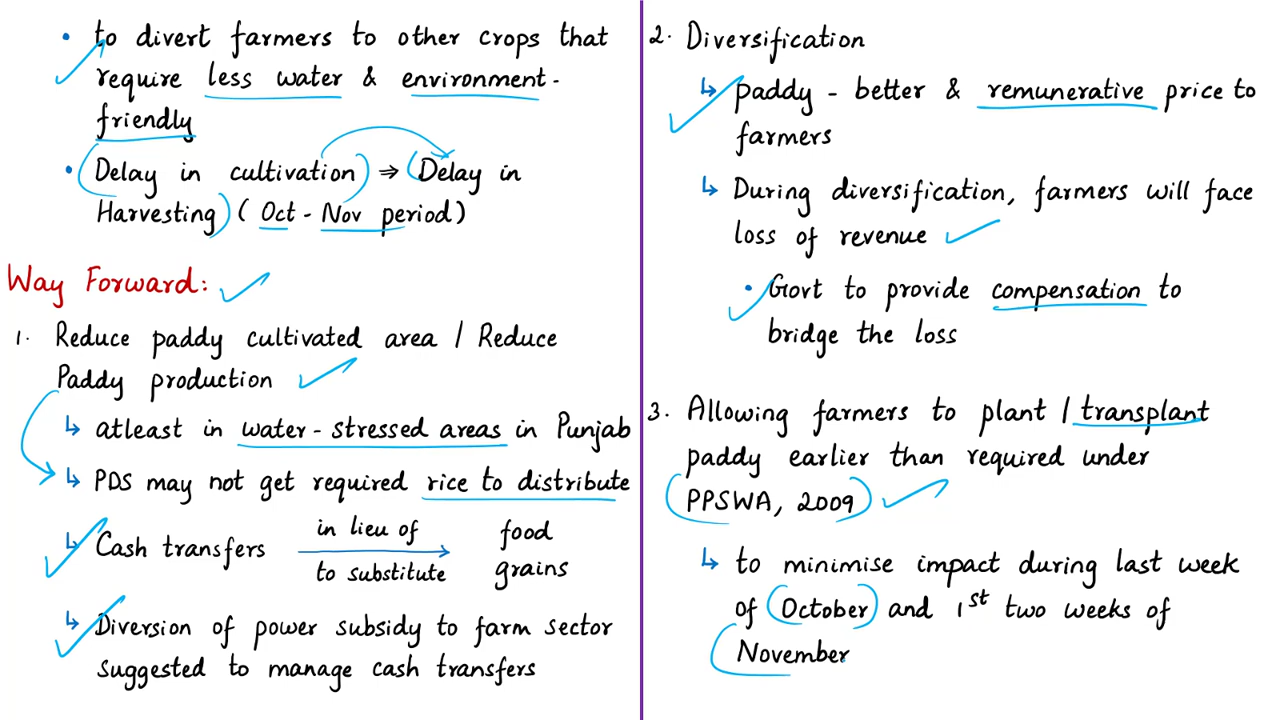 • to divert farmers to other crops that
require less water & environment-
friendly
• Delay in cultivation ⇒ Delay in
Harvesting (Oct - Nov period)
Way Forward:
1. Reduce paddy cultivated area / Reduce
Paddy production
↳ atleast in water-stressed areas in Punjab
↳ PDS may not get required rice to distribute
↳ Cash transfers in lieu of → to substitute food grains
↳ Diversion of power subsidy to farm sector
suggested to manage cash transfers
2. Diversification
↳ paddy - better & remunerative price to
farmers
↳ During diversification, farmers will face
loss of revenue
• Govt to provide compensation to
bridge the loss
3. Allowing farmers to plant / transplant
paddy earlier than required under
PPSWA, 2009
↳ to minimise impact during last week
of October and 1st two weeks of
November